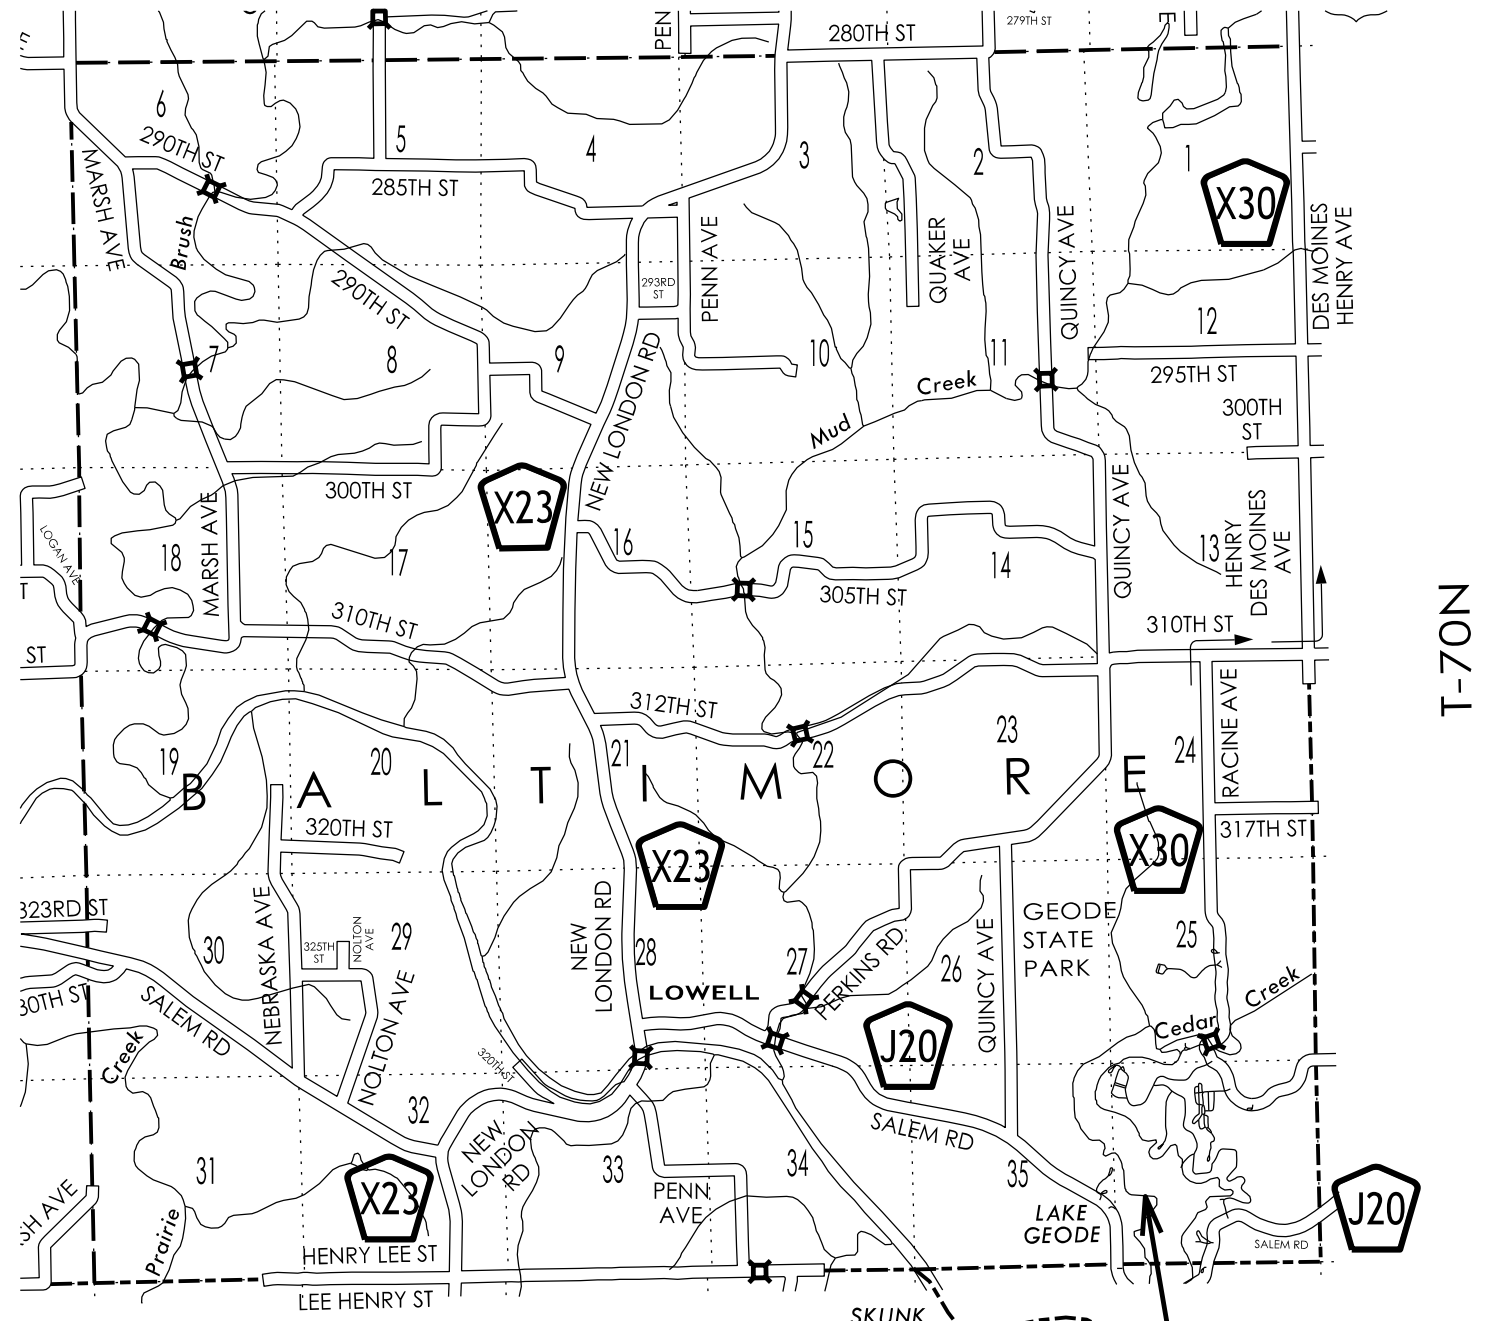 PEN
280TH ST
279TH ST
6
290TH ST
5
4
3
2
1
X30
MARSH AVE
285TH ST
Brush
PENN AVE
QUAKER
AVE
QUINCY AVE
DES MOINES
HENRY AVE
293RD
ST
290TH ST
7
8
9
NEW LONDON RD
10
11
12
Creek
Mud
295TH ST
300TH
ST
300TH ST
X23
MARSH AVE
LOGAN AVE
18
17
16
15
14
13
305TH ST
QUINCY AVE
HENRY
DES MOINES
AVE
T-70N
310TH ST
310TH ST
T
ST
312TH ST
RACINE AVE
19
20
21
22
23
24
BALTIMORE
320TH ST
X23
X30
317TH ST
323RD ST
NEBRASKA AVE
325TH
ST
NOLTON
AVE
30
29
NEW
LONDON RD
28
27
26
25
LOWELL
PERKINS RD
QUINCY AVE
GEODE
STATE
PARK
30TH ST
SALEM RD
NOLTON AVE
J20
Cedar
Creek
Creek
320TH ST
32
NEW
LONDON
RD
SALEM RD
31
33
34
35
X23
PENN
AVE
LAKE
GEODE
J20
SALEM RD
SH AVE
Prairie
HENRY LEE ST
LEE HENRY ST
SKUNK